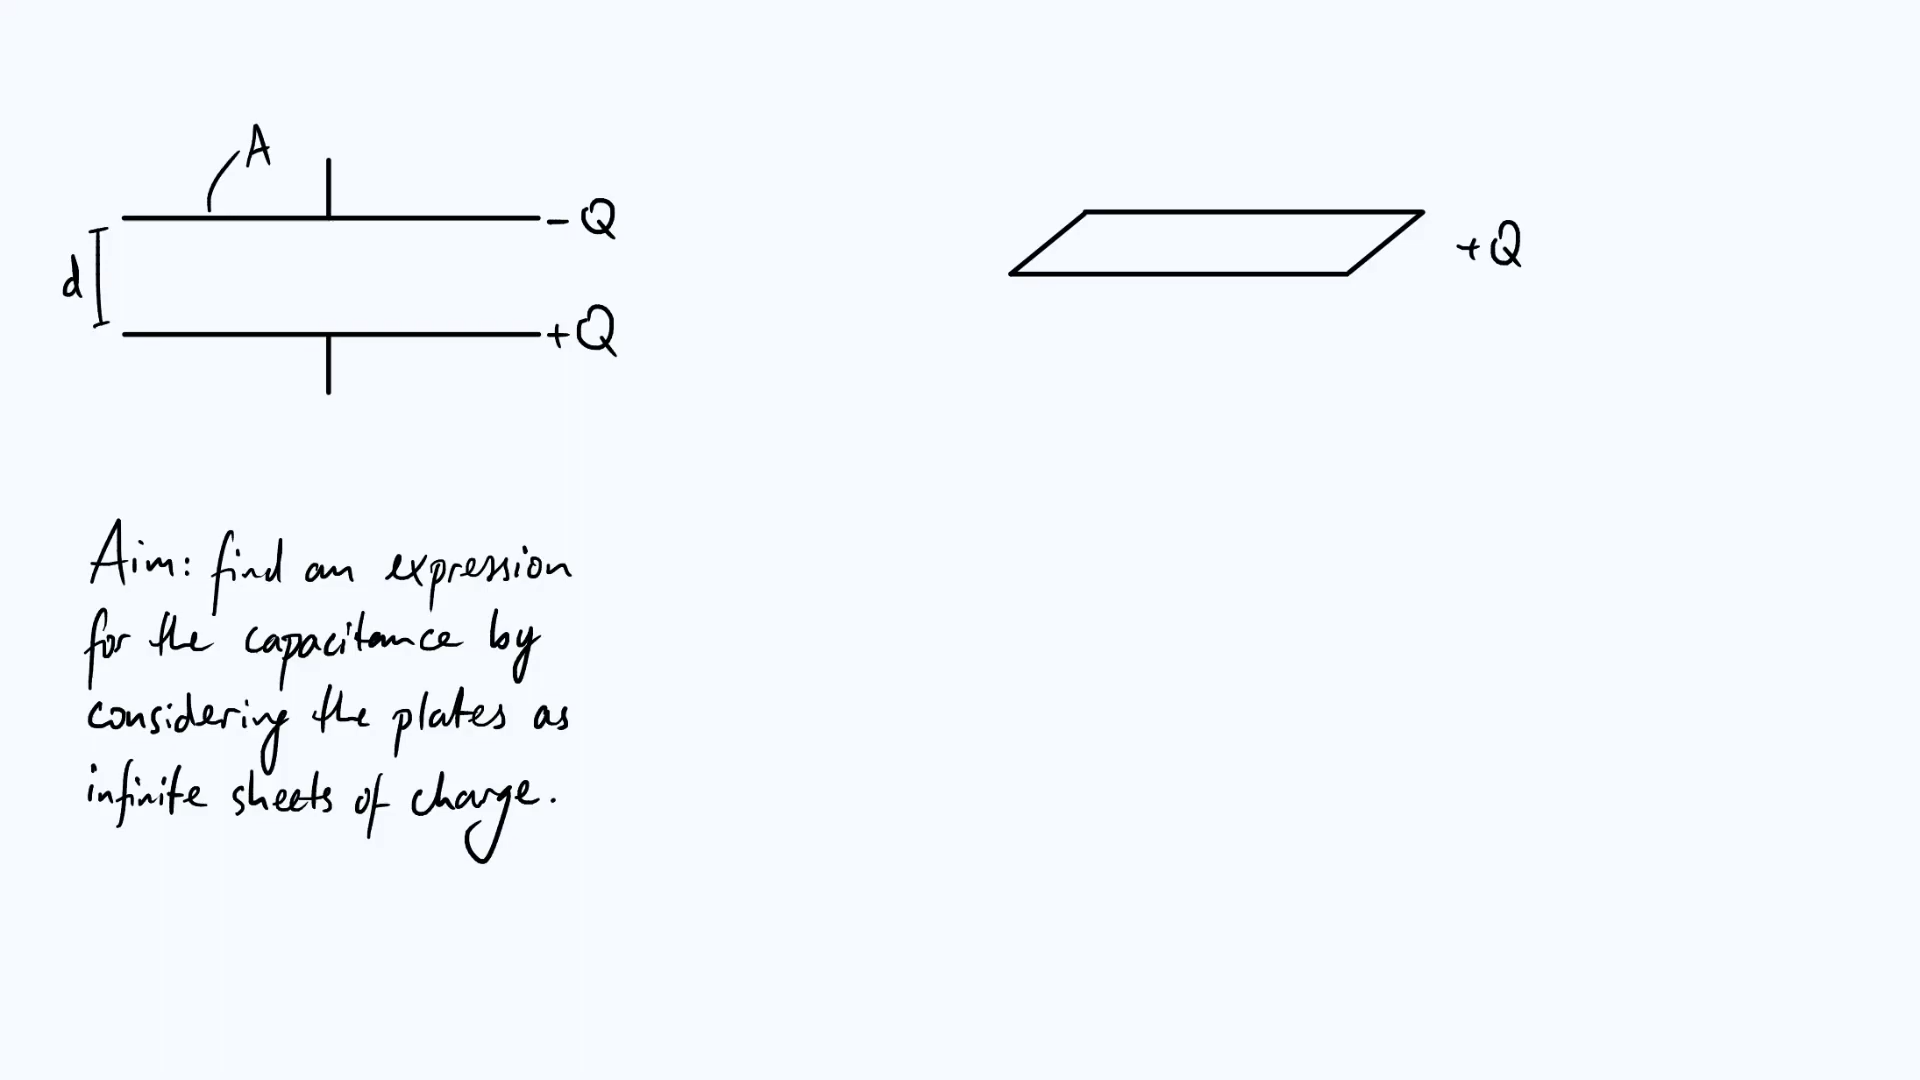 A
- Q
d
+ Q
+ Q
Aim: find an expression
for the capacitance by
considering the plates as
infinite sheets of charge.